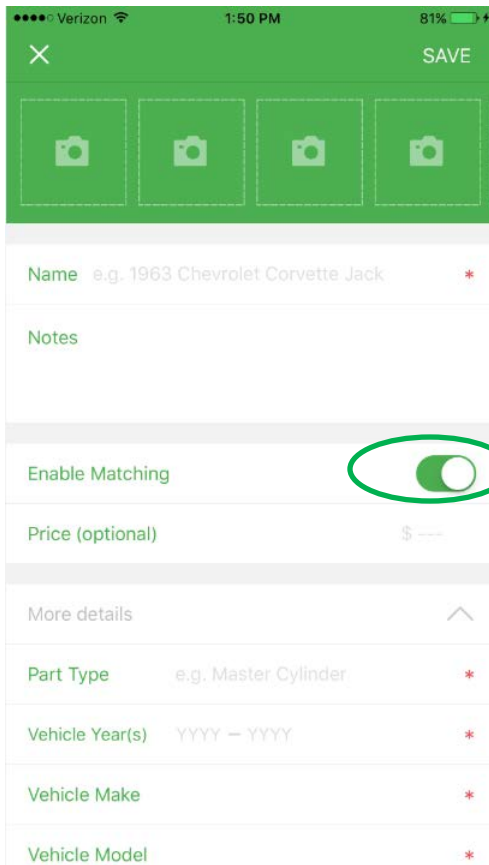 Verizon 1:50 PM 81%
SAVE
Name e.g. 1963 Chevrolet Corvette Jack *
Notes
Enable Matching
Price (optional) $ ---
More details
Part Type e.g. Master Cylinder *
Vehicle Year(s) YYYY – YYYY *
Vehicle Make *
Vehicle Model *